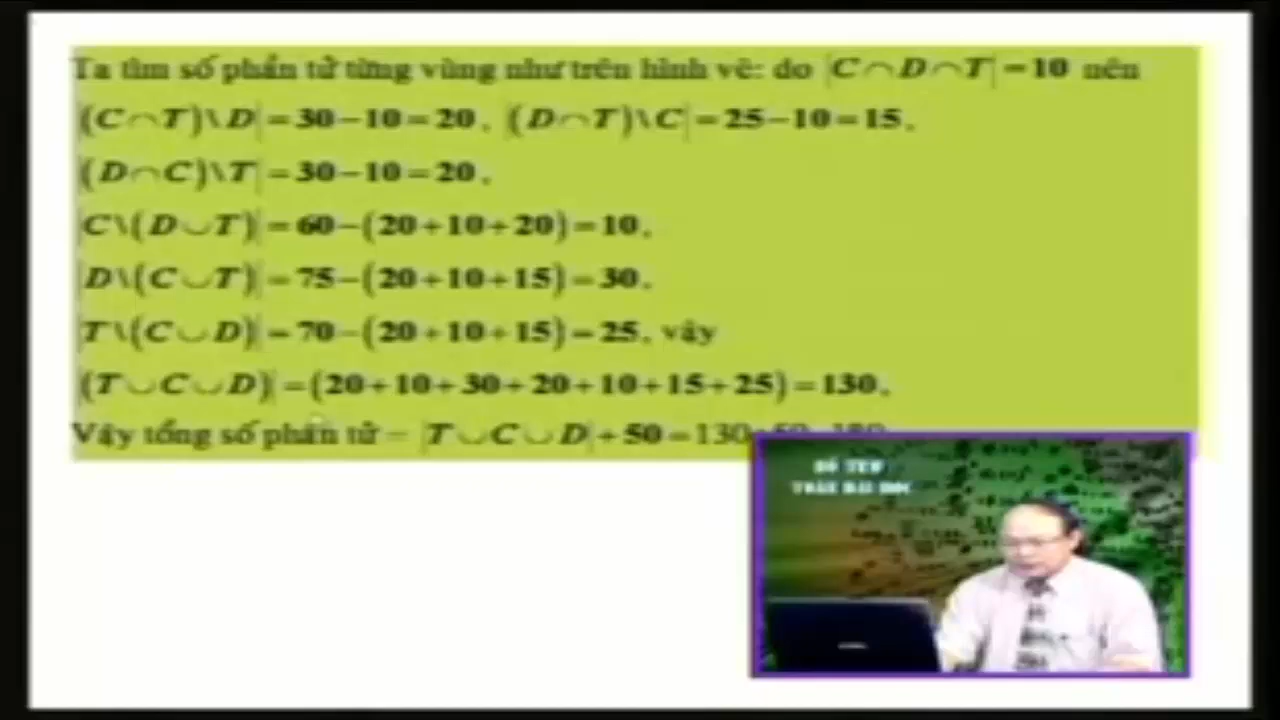 Ta tìm số phần tử từng vùng như trên hình vẽ: do |C∩D∩T| = 10 nên
|(C∩T)\D| = 30−10 = 20, |(D∩T)\C| = 25−10 = 15,
|(D∩C)\T| = 30−10 = 20,
|C\(D∪T)| = 60−(20+10+20) = 10,
|D\(C∪T)| = 75−(20+10+15) = 30,
|T\(C∪D)| = 70−(20+10+15) = 25, vậy
|(T∪C∪D)| = (20+10+30+20+10+15+25) = 130,
Vậy tổng số phần tử = |T∪C∪D| + 50 = 130+50=180